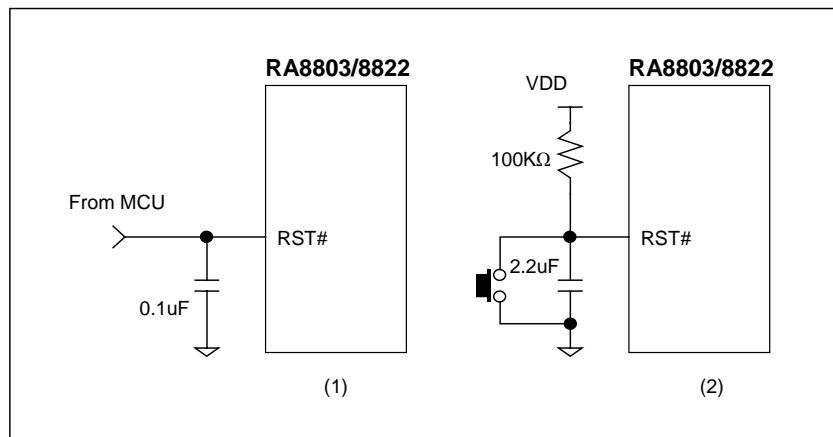 RA8803/8822
From MCU
RST#
0.1uF
(1)
RA8803/8822
VDD
100KΩ
RST#
2.2uF
(2)